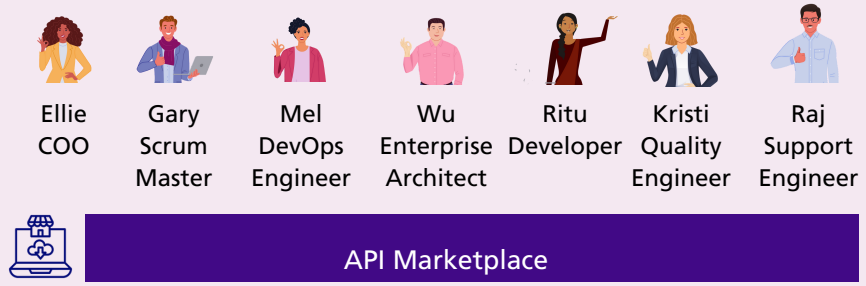 Ellie
COO
Gary
Scrum
Master
Mel
DevOps
Engineer
Wu
Enterprise
Architect
Ritu
Developer
Kristi
Quality
Engineer
Raj
Support
Engineer
API Marketplace